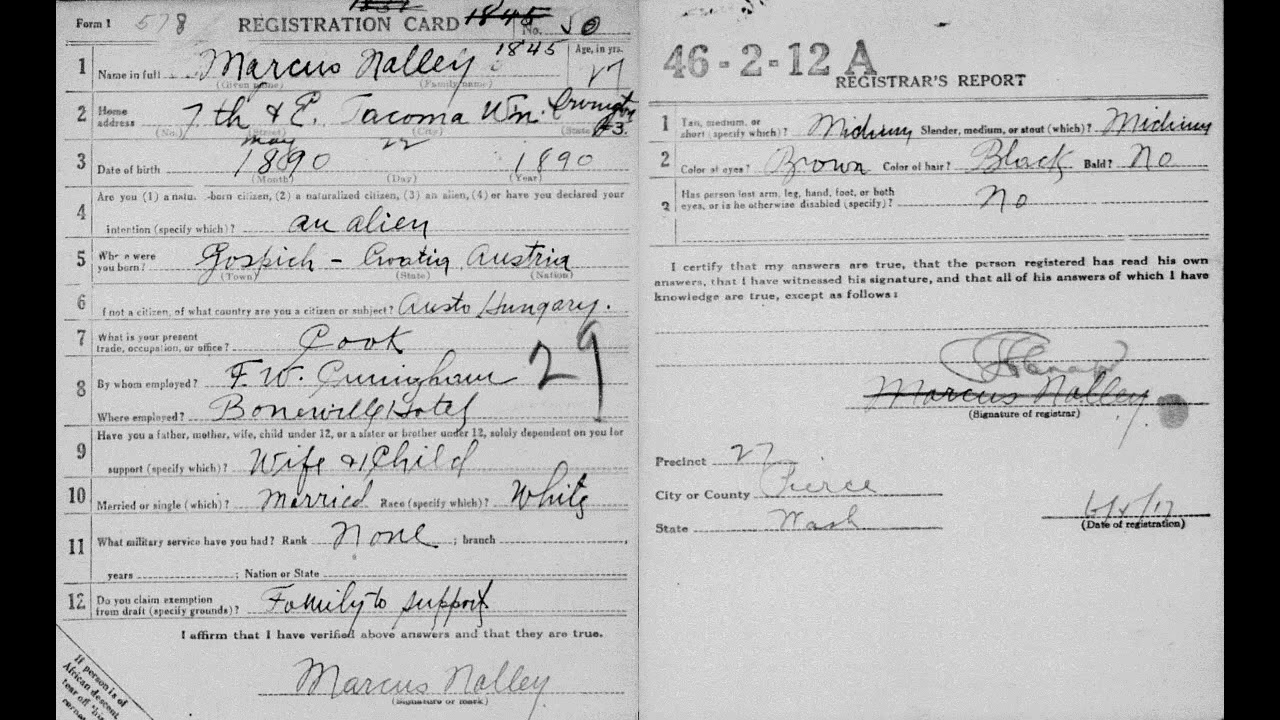 Form 1 578 REGISTRATION CARD 1845 No. 50
1 Name in full Marcus Nalley 1845 Age, in yrs. 27
(Given name) (Family name)
2 Home address 7th & E. Tacoma Wn. #3.
(No.) (Street) (City) (State)
3 Date of birth May 1890 22 1890
(Month) (Day) (Year)
Are you (1) a natu -born citizen, (2) a naturalized citizen, (3) an alien, (4) or have you declared your
4 intention (specify which)? an alien
5 Where were you born? Gospich - Croatia Austria
(Town) (State) (Nation)
6 If not a citizen, of what country are you a citizen or subject? Austo Hungary.
7 What is your present trade, occupation, or office? Cook
8 By whom employed? F. W. Cuningham 29
Where employed? Bonewille Hotel
9 Have you a father, mother, wife, child under 12, or a sister or brother under 12, solely dependent on you for
support (specify which)? Wife & Child
10 Married or single (which)? Married Race (specify which)? White
11 What military service have you had? Rank None ; branch ,
years ; Nation or State
12 Do you claim exemption from draft (specify grounds)? Family to support
I affirm that I have verified above answers and that they are true.
Marcus Nalley
(Signature or mark)
If person is of
African descent
tear off this
corner
46-2-12 A
REGISTRAR'S REPORT
1 Tall, medium, or short (specify which)? Midium Slender, medium, or stout (which)? Midium
2 Color of eyes? Brown Color of hair? Black Bald? No
3 Has person lost arm, leg, hand, foot, or both eyes, or is he otherwise disabled (specify)? No
I certify that my answers are true, that the person registered has read his own
answers, that I have witnessed his signature, and that all of his answers of which I have
knowledge are true, except as follows:
Marcus Nalley
(Signature of registrar)
Precinct 27
City or County Pierce
State Wash 6/5/17
(Date of registration)